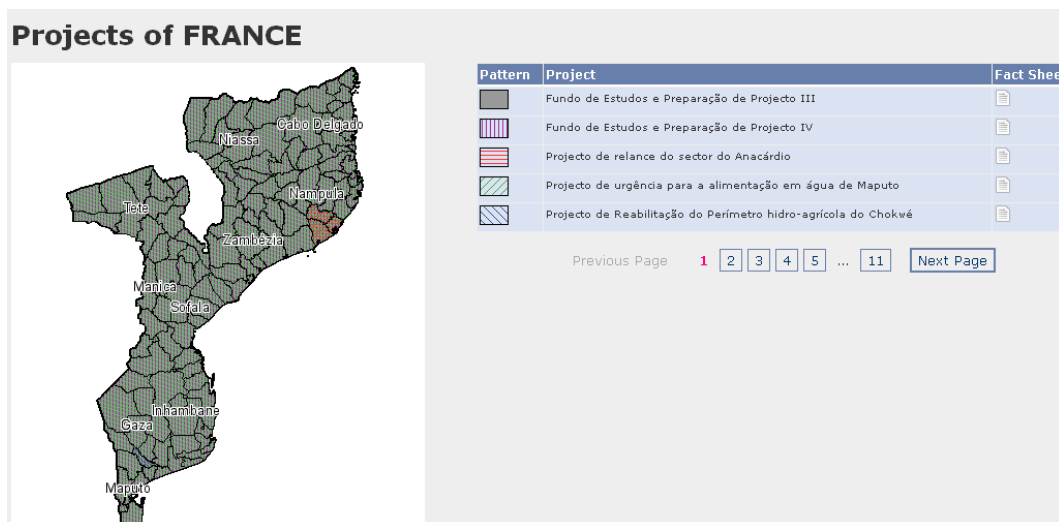 Projects of FRANCE
Cabo Delgado
Niassa
Nampula
Tete
Zambézia
Manica
Sofala
Inhambane
Gaza
Maputo
Pattern Project Fact Shee
Fundo de Estudos e Preparação de Projecto III
Fundo de Estudos e Preparação de Projecto IV
Projecto de relance do sector do Anacárdio
Projecto de urgência para a alimentação em água de Maputo
Projecto de Reabilitação do Perímetro hidro-agrícola do Chokwé
Previous Page 1 2 3 4 5 ... 11 Next Page